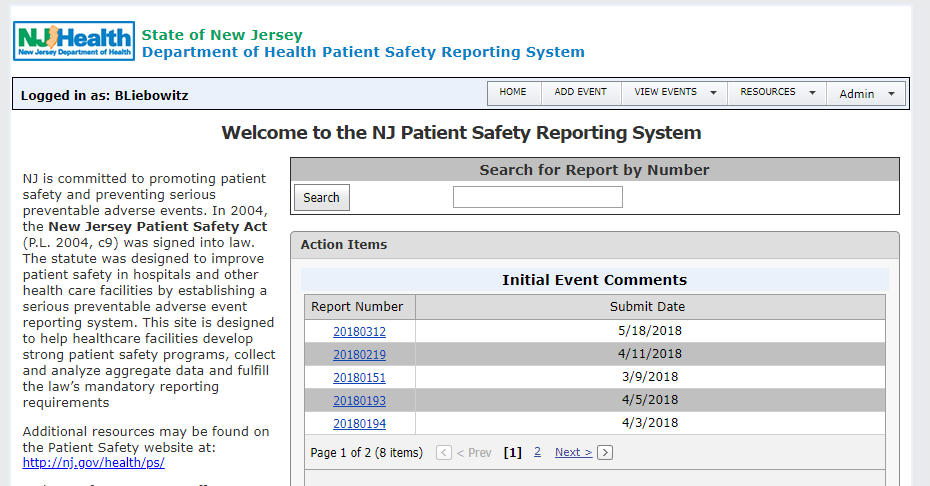 NJHealth
New Jersey Department of Health
State of New Jersey
Department of Health Patient Safety Reporting System
Logged in as: BLiebowitz
HOME ADD EVENT VIEW EVENTS RESOURCES Admin
Welcome to the NJ Patient Safety Reporting System
NJ is committed to promoting patient
safety and preventing serious
preventable adverse events. In 2004,
the New Jersey Patient Safety Act
(P.L. 2004, c9) was signed into law.
The statute was designed to improve
patient safety in hospitals and other
health care facilities by establishing a
serious preventable adverse event
reporting system. This site is designed
to help healthcare facilities develop
strong patient safety programs, collect
and analyze aggregate data and fulfill
the law's mandatory reporting
requirements
Additional resources may be found on
the Patient Safety website at:
http://nj.gov/health/ps/
Search for Report by Number
Search
Action Items
Initial Event Comments
Report Number Submit Date
20180312 5/18/2018
20180219 4/11/2018
20180151 3/9/2018
20180193 4/5/2018
20180194 4/3/2018
Page 1 of 2 (8 items) < < Prev [1] 2 Next > >